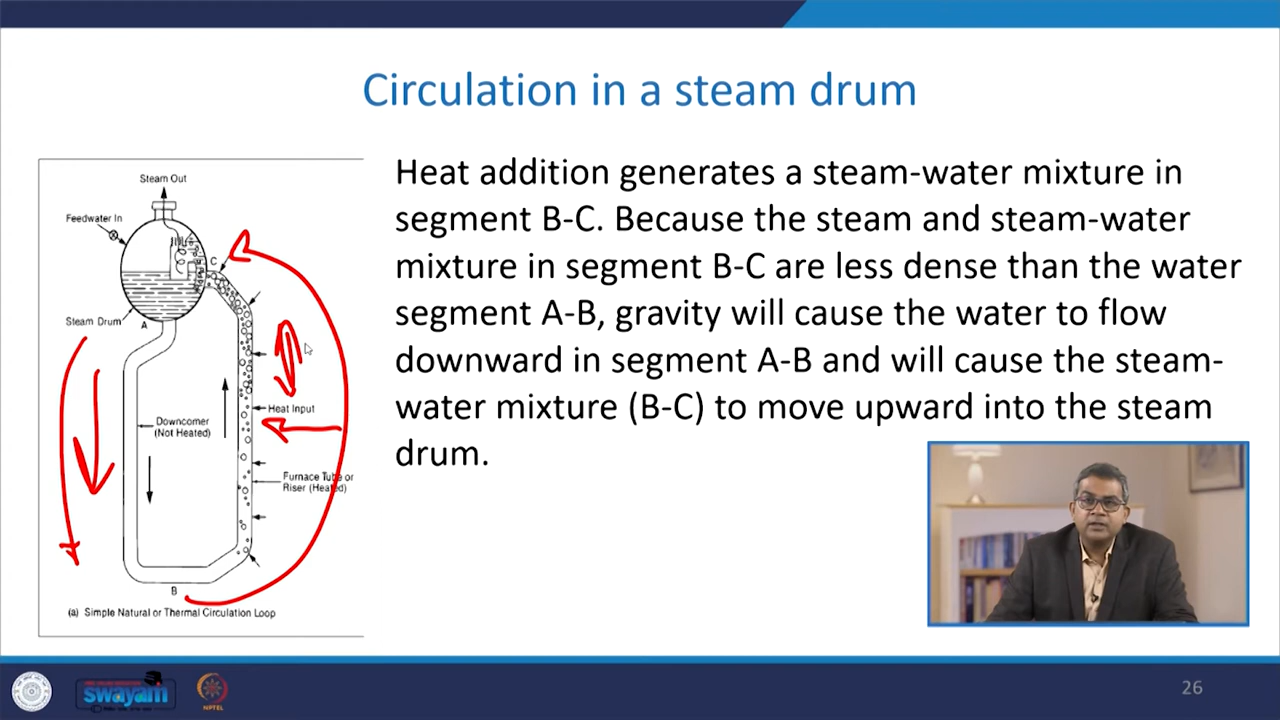 Circulation in a steam drum
Steam Out
Feedwater In
C
Steam Drum
A
Heat Input
Downcomer
(Not Heated)
Furnace Tube or
Riser (Heated)
B
(a) Simple Natural or Thermal Circulation Loop
Heat addition generates a steam-water mixture in
segment B-C. Because the steam and steam-water
mixture in segment B-C are less dense than the water
segment A-B, gravity will cause the water to flow
downward in segment A-B and will cause the steam-
water mixture (B-C) to move upward into the steam
drum.
swayam
NPTEL
26